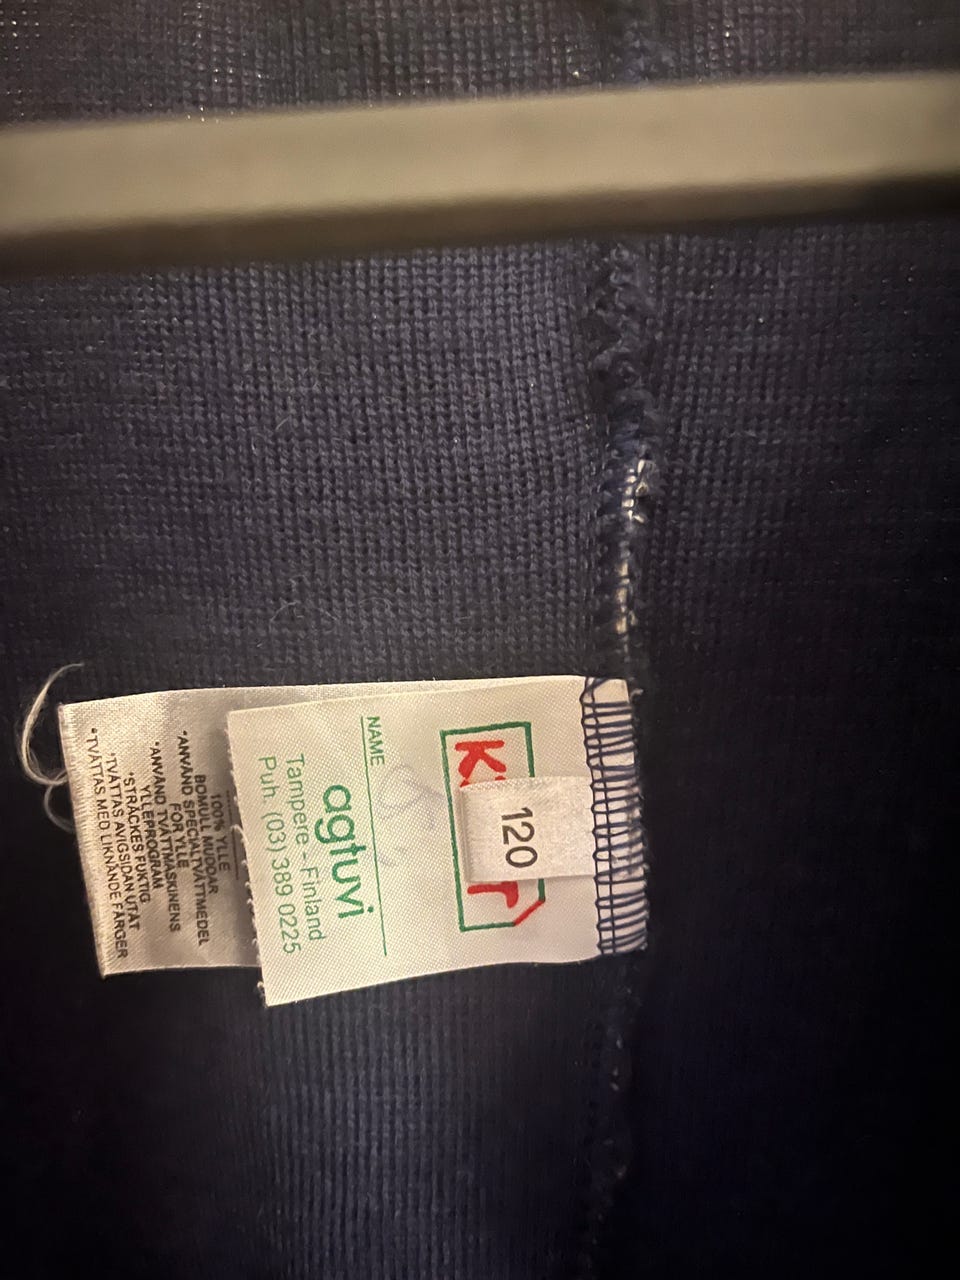 120
NAME
agtuvi
Tampere - Finland
Puh. (03) 389 0225
100% YLLE
BOMULL MUDDAR
*ANVÄND SPECIALTVÄTTMEDEL
FÖR YLLE
*ANVÄND TVÄTTMASKINENS
YLLEPROGRAM
*STRÄCKES FUKTIG
*TVÄTTAS AVIGSIDAN UTÅT
*TVÄTTAS MED LIKNANDE FÄRGER